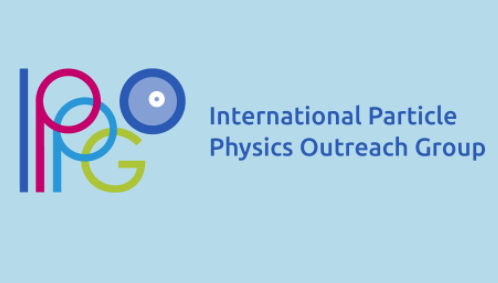 IPPOG
International Particle
Physics Outreach Group